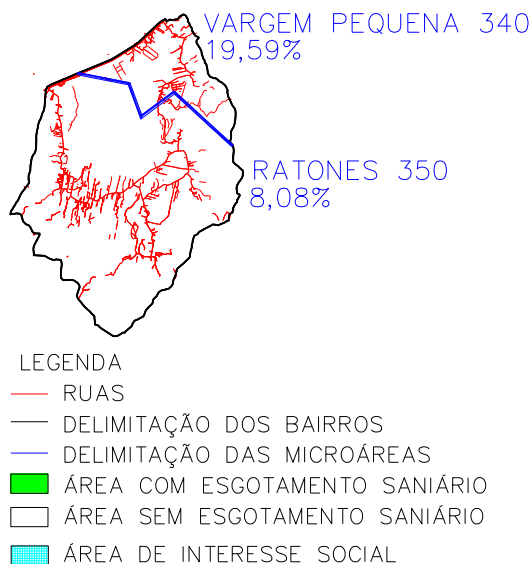 VARGEM PEQUENA 340
19,59%
RATONES 350
8,08%
LEGENDA
RUAS
DELIMITAÇÃO DOS BAIRROS
DELIMITAÇÃO DAS MICROÁREAS
ÁREA COM ESGOTAMENTO SANIÁRIO
ÁREA SEM ESGOTAMENTO SANIÁRIO
ÁREA DE INTERESSE SOCIAL